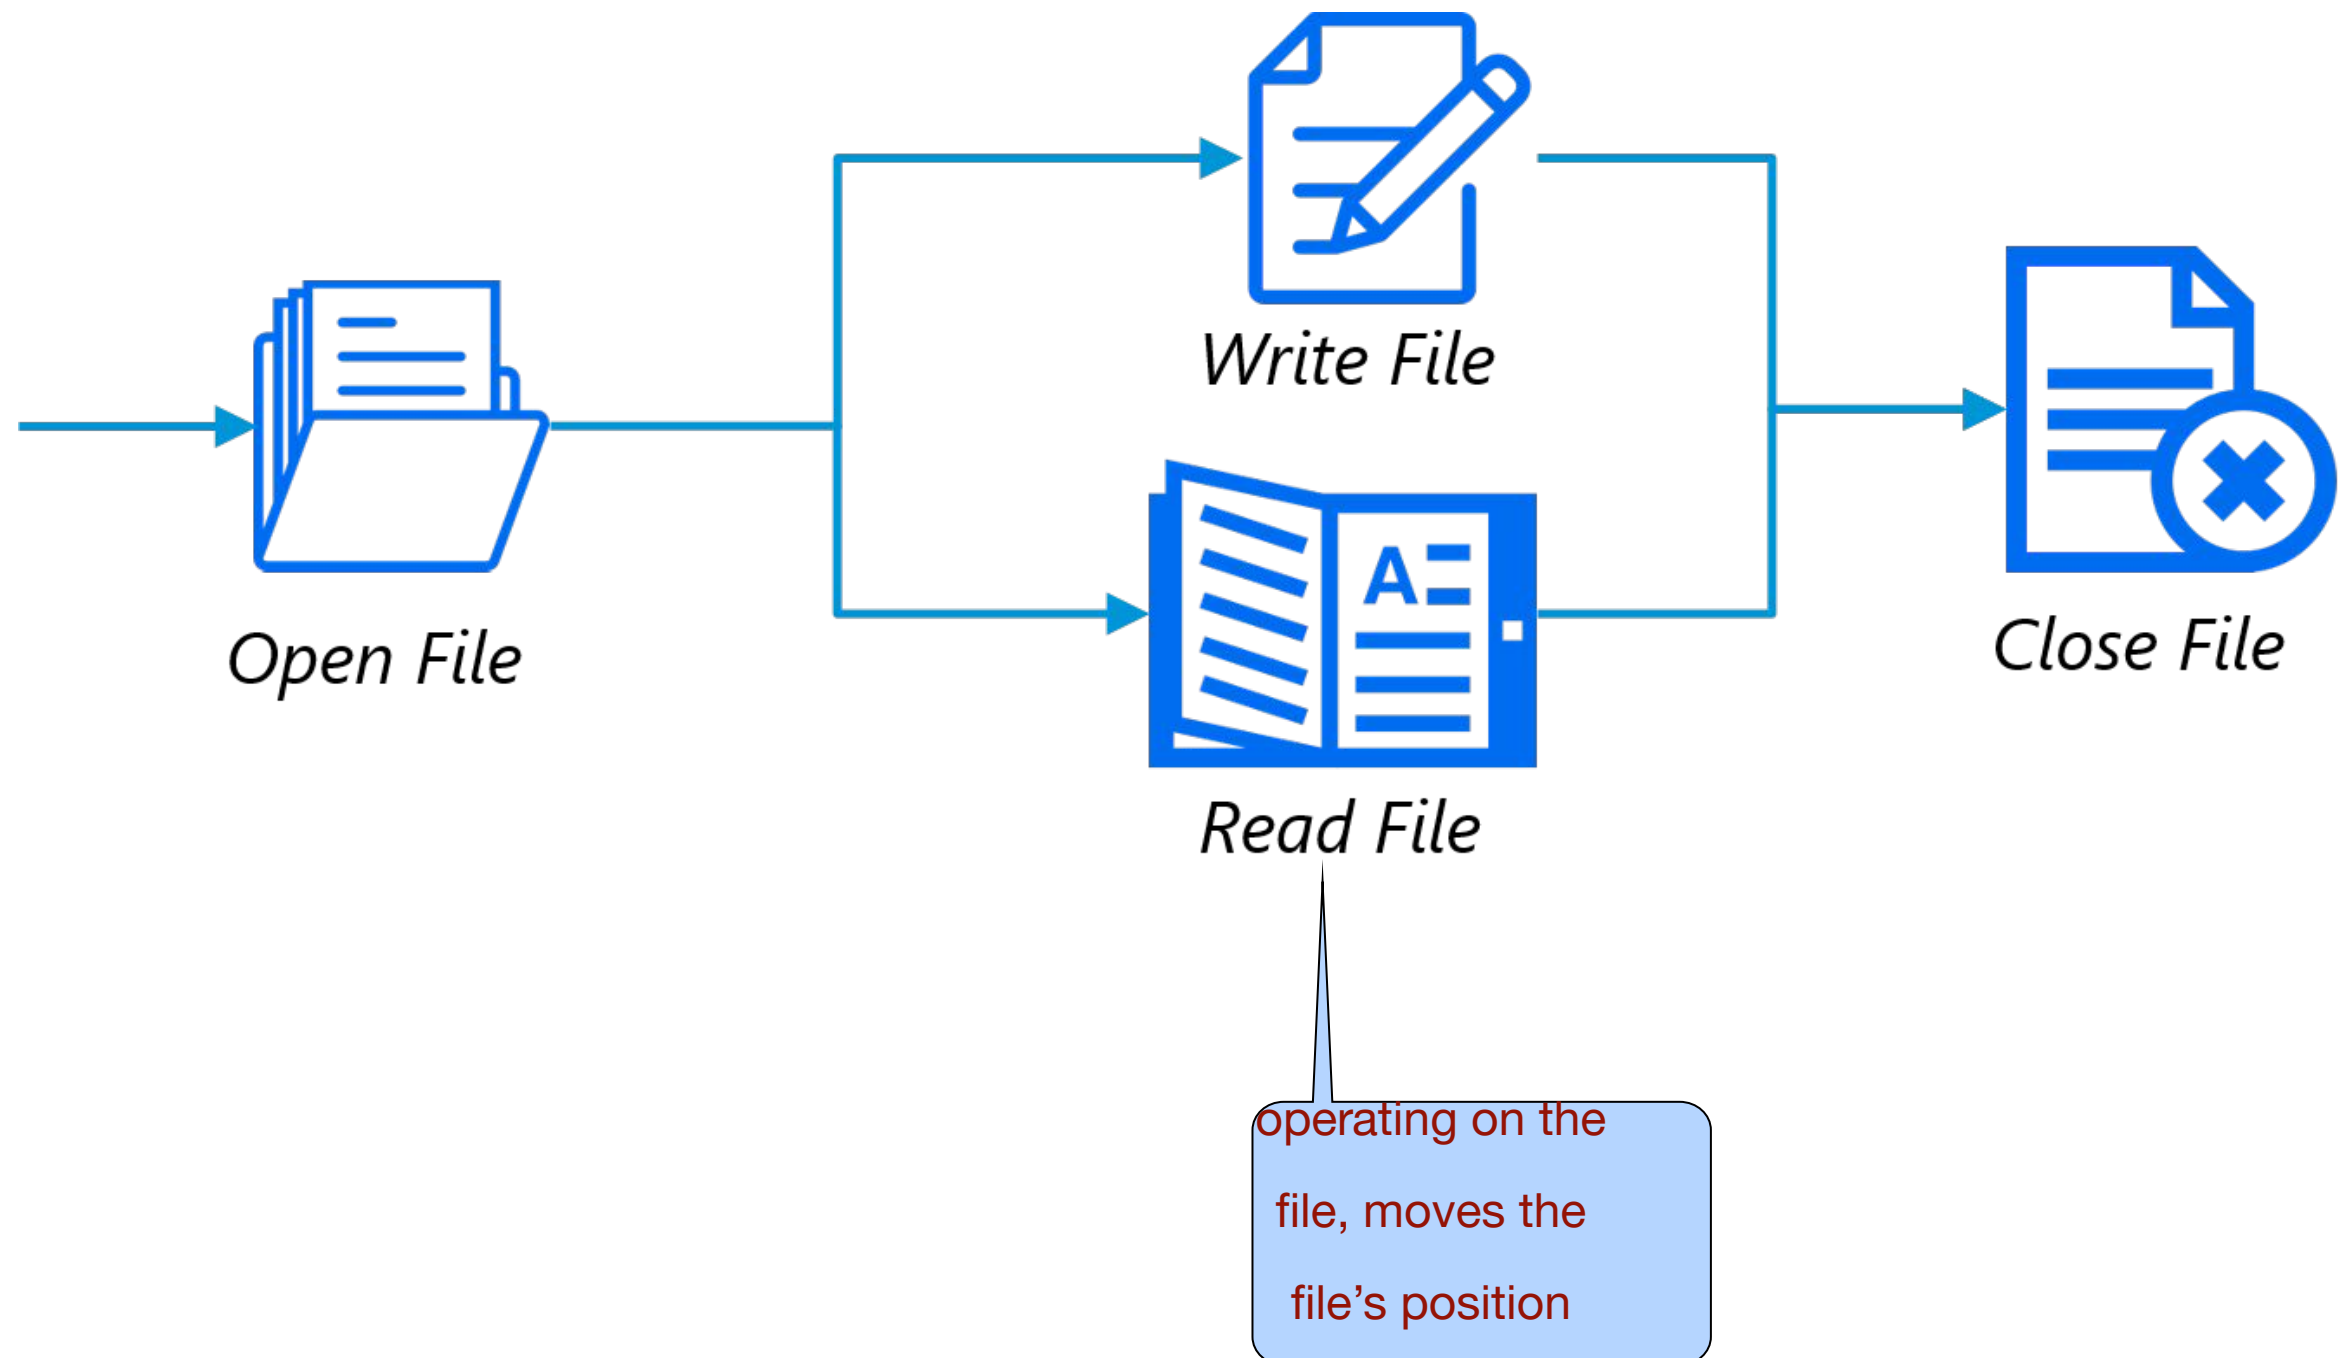 Write File
Open File
A
Close File
Read File
operating on the
file, moves the
file’s position